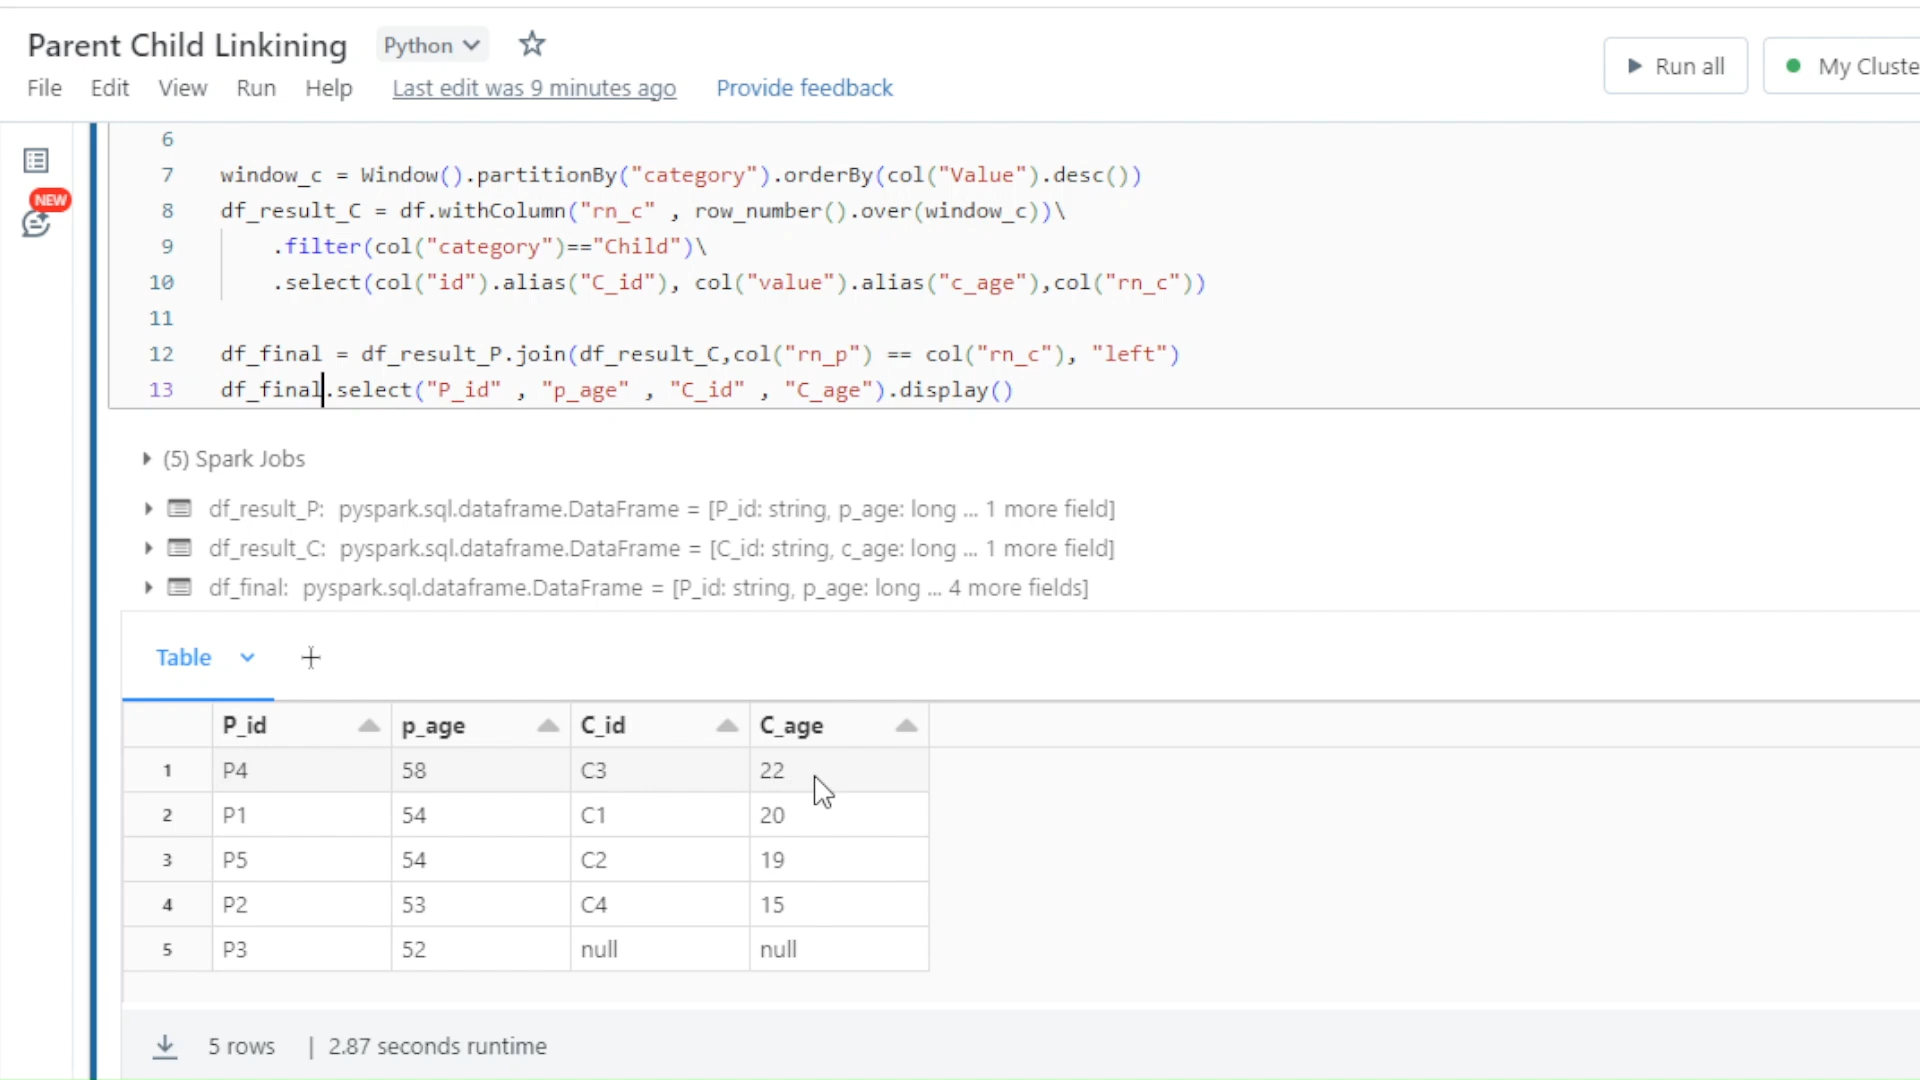 Parent Child Linkining Python
File Edit View Run Help Last edit was 9 minutes ago Provide feedback
Run all My Cluste
NEW
6
7 window_c = Window().partitionBy("category").orderBy(col("Value").desc())
8 df_result_C = df.withColumn("rn_c" , row_number().over(window_c))\
9 .filter(col("category")=="Child")\
10 .select(col("id").alias("C_id"), col("value").alias("c_age"),col("rn_c"))
11
12 df_final = df_result_P.join(df_result_C,col("rn_p") == col("rn_c"), "left")
13 df_final.select("P_id" , "p_age" , "C_id" , "C_age").display()
(5) Spark Jobs
df_result_P: pyspark.sql.dataframe.DataFrame = [P_id: string, p_age: long ... 1 more field]
df_result_C: pyspark.sql.dataframe.DataFrame = [C_id: string, c_age: long ... 1 more field]
df_final: pyspark.sql.dataframe.DataFrame = [P_id: string, p_age: long ... 4 more fields]
Table +
P_id p_age C_id C_age
1 P4 58 C3 22
2 P1 54 C1 20
3 P5 54 C2 19
4 P2 53 C4 15
5 P3 52 null null
5 rows | 2.87 seconds runtime